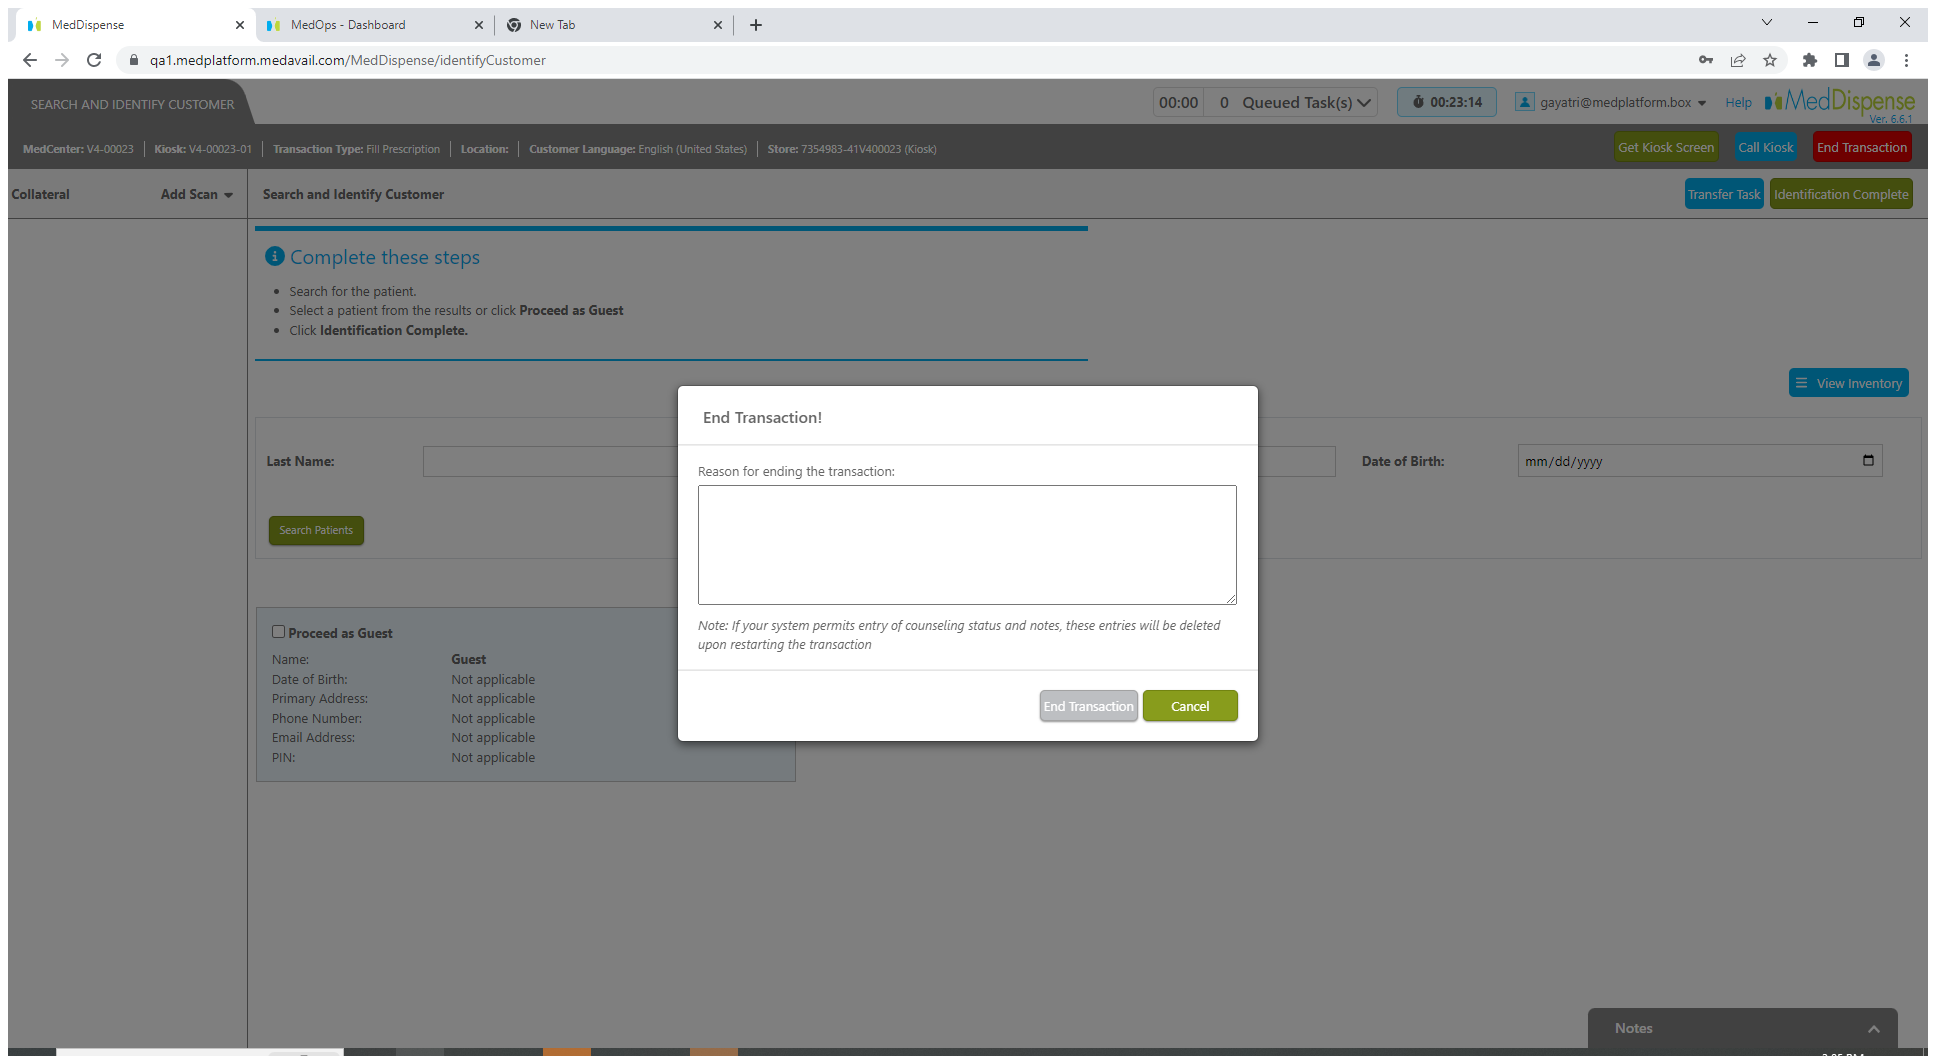 MedDispense
MedOps - Dashboard
New Tab
qa1.medplatform.medavail.com/MedDispense/identifyCustomer
SEARCH AND IDENTIFY CUSTOMER
00:00 0 Queued Task(s)
00:23:14
gayatri@medplatform.box
Help
MedDispense
Ver. 6.6.1
MedCenter: V4-00023
Kiosk: V4-00023-01
Transaction Type: Fill Prescription
Location:
Customer Language: English (United States)
Store: 7354983-41V400023 (Kiosk)
Get Kiosk Screen
Call Kiosk
End Transaction
Collateral
Add Scan
Search and Identify Customer
Transfer Task
Identification Complete
Complete these steps
Search for the patient.
Select a patient from the results or click Proceed as Guest
Click Identification Complete.
View Inventory
End Transaction!
Reason for ending the transaction:
Note: If your system permits entry of counseling status and notes, these entries will be deleted
upon restarting the transaction
End Transaction
Cancel
Last Name:
Date of Birth:
mm/dd/yyyy
Search Patients
Proceed as Guest
Name: Guest
Date of Birth: Not applicable
Primary Address: Not applicable
Phone Number: Not applicable
Email Address: Not applicable
PIN: Not applicable
Notes